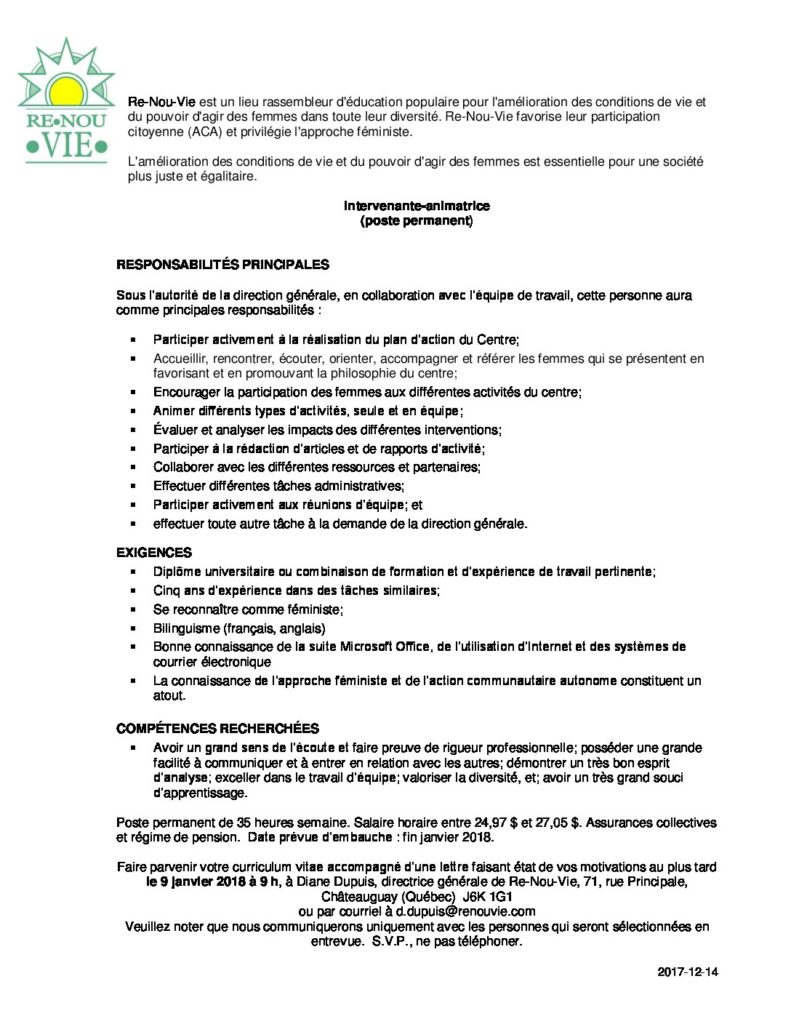 RE•NOU
•VIE•
Re-Nou-Vie est un lieu rassembleur d'éducation populaire pour l'amélioration des conditions de vie et
du pouvoir d'agir des femmes dans toute leur diversité. Re-Nou-Vie favorise leur participation
citoyenne (ACA) et privilégie l'approche féministe.
L'amélioration des conditions de vie et du pouvoir d'agir des femmes est essentielle pour une société
plus juste et égalitaire.
Intervenante-animatrice
(poste permanent)
RESPONSABILITÉS PRINCIPALES
Sous l'autorité de la direction générale, en collaboration avec l'équipe de travail, cette personne aura
comme principales responsabilités :
▪ Participer activement à la réalisation du plan d'action du Centre;
▪ Accueillir, rencontrer, écouter, orienter, accompagner et référer les femmes qui se présentent en
favorisant et en promouvant la philosophie du centre;
▪ Encourager la participation des femmes aux différentes activités du centre;
▪ Animer différents types d'activités, seule et en équipe;
▪ Évaluer et analyser les impacts des différentes interventions;
▪ Participer à la rédaction d'articles et de rapports d'activité;
▪ Collaborer avec les différentes ressources et partenaires;
▪ Effectuer différentes tâches administratives;
▪ Participer activement aux réunions d'équipe; et
▪ effectuer toute autre tâche à la demande de la direction générale.
EXIGENCES
▪ Diplôme universitaire ou combinaison de formation et d'expérience de travail pertinente;
▪ Cinq ans d'expérience dans des tâches similaires;
▪ Se reconnaître comme féministe;
▪ Bilinguisme (français, anglais)
▪ Bonne connaissance de la suite Microsoft Office, de l'utilisation d'Internet et des systèmes de
courrier électronique
▪ La connaissance de l'approche féministe et de l'action communautaire autonome constituent un
atout.
COMPÉTENCES RECHERCHÉES
▪ Avoir un grand sens de l'écoute et faire preuve de rigueur professionnelle; posséder une grande
facilité à communiquer et à entrer en relation avec les autres; démontrer un très bon esprit
d'analyse; exceller dans le travail d'équipe; valoriser la diversité, et; avoir un très grand souci
d'apprentissage.
Poste permanent de 35 heures semaine. Salaire horaire entre 24,97 $ et 27,05 $. Assurances collectives
et régime de pension. Date prévue d'embauche : fin janvier 2018.
Faire parvenir votre curriculum vitae accompagné d'une lettre faisant état de vos motivations au plus tard
le 9 janvier 2018 à 9 h, à Diane Dupuis, directrice générale de Re-Nou-Vie, 71, rue Principale,
Châteauguay (Québec) J6K 1G1
ou par courriel à d.dupuis@renouvie.com
Veuillez noter que nous communiquerons uniquement avec les personnes qui seront sélectionnées en
entrevue. S.V.P., ne pas téléphoner.
2017-12-14